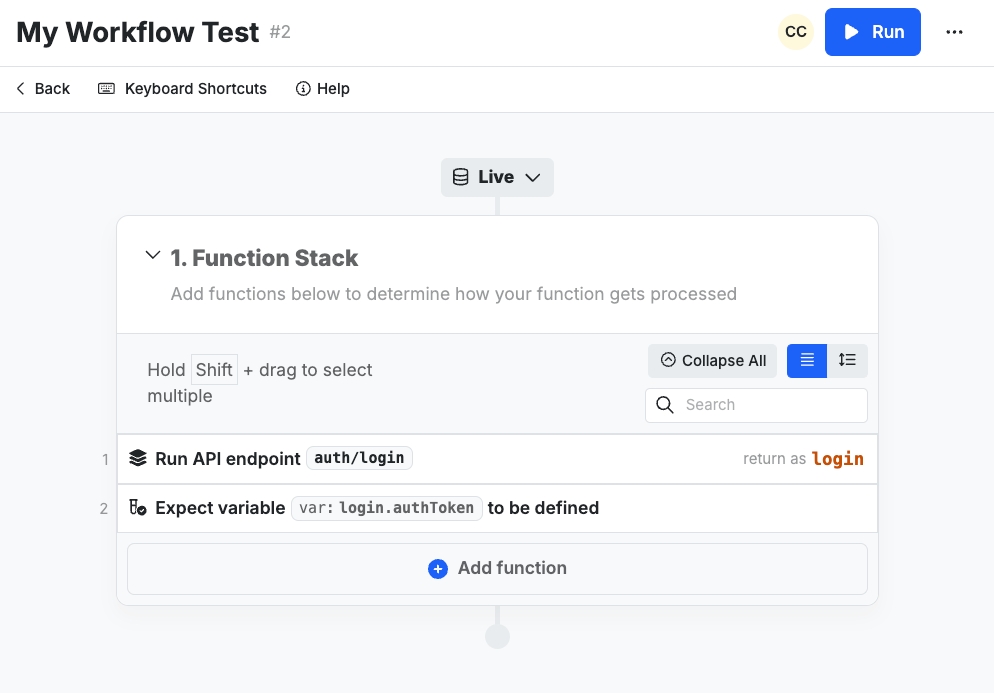 My Workflow Test #2
CC
Run
Back
Keyboard Shortcuts
Help
Live
1. Function Stack
Add functions below to determine how your function gets processed
Hold Shift + drag to select
multiple
Collapse All
Search
1 Run API endpoint auth/login return as login
2 Expect variable var: login.authToken to be defined
Add function